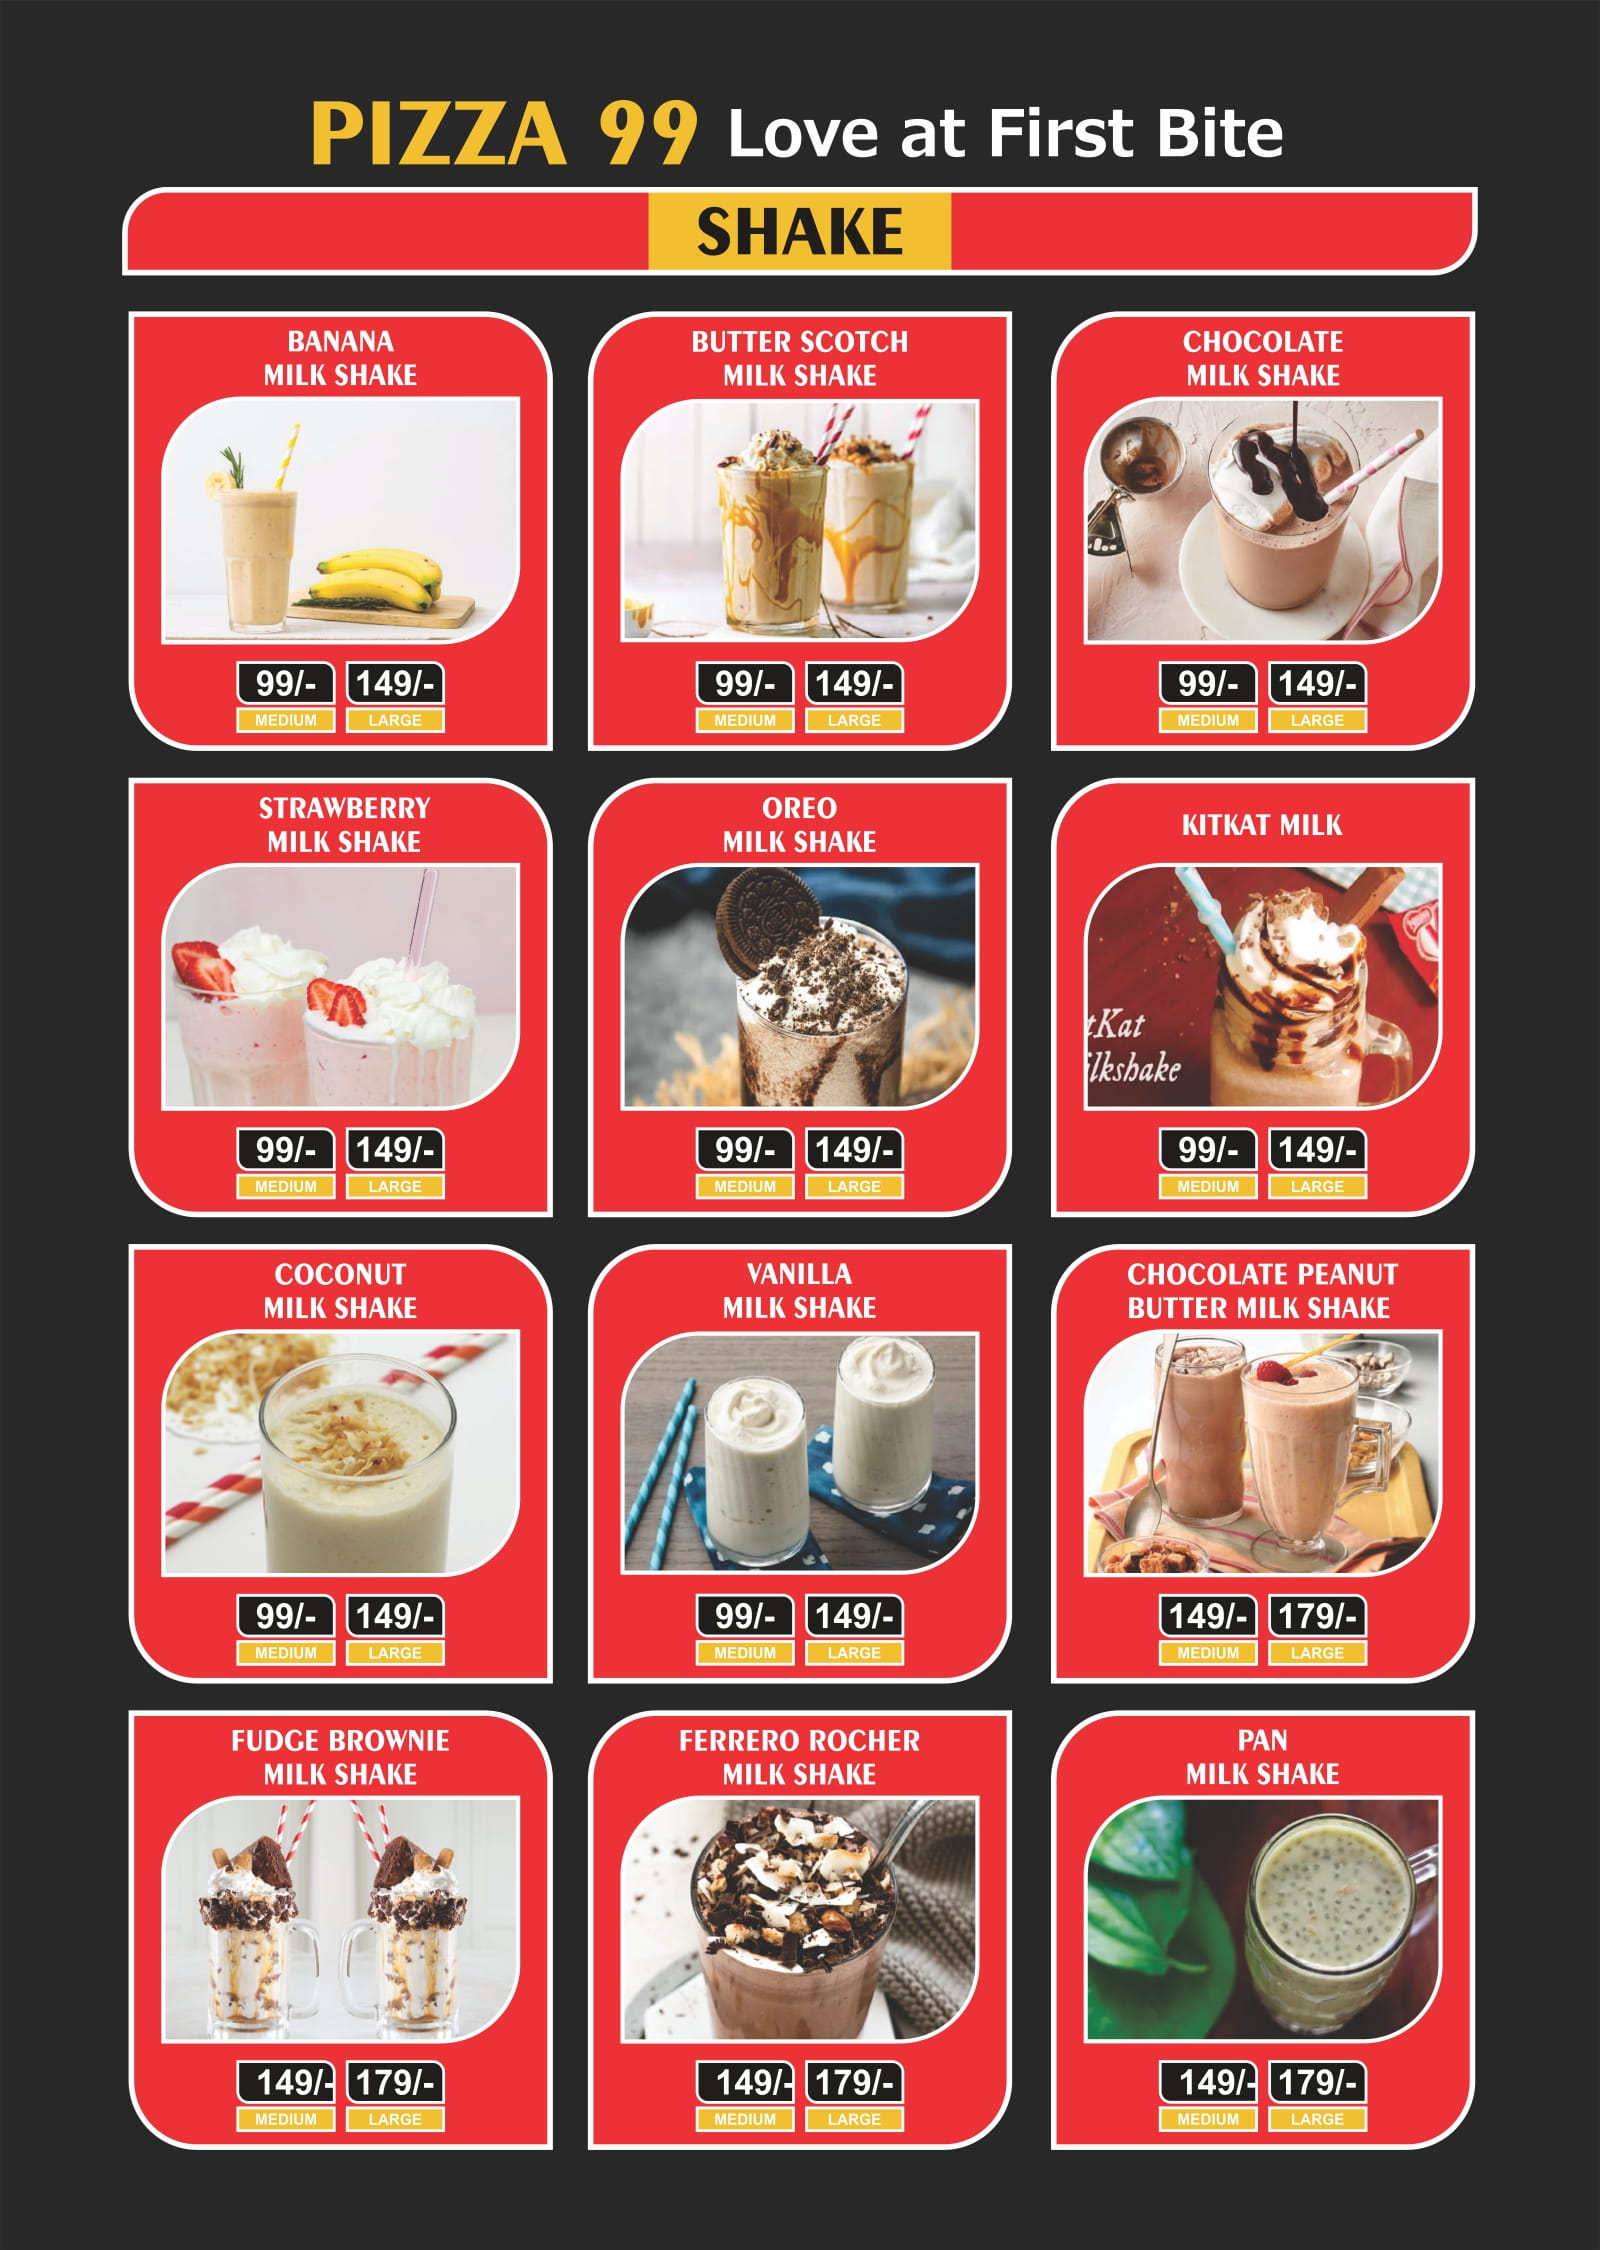 PIZZA 99 Love at First Bite
SHAKE
BANANA
MILK SHAKE
99/- 149/-
MEDIUM LARGE
BUTTER SCOTCH
MILK SHAKE
99/- 149/-
MEDIUM LARGE
CHOCOLATE
MILK SHAKE
99/- 149/-
MEDIUM LARGE
STRAWBERRY
MILK SHAKE
99/- 149/-
MEDIUM LARGE
OREO
MILK SHAKE
99/- 149/-
MEDIUM LARGE
KITKAT MILK
tKat
ilkshake
99/- 149/-
MEDIUM LARGE
COCONUT
MILK SHAKE
99/- 149/-
MEDIUM LARGE
VANILLA
MILK SHAKE
99/- 149/-
MEDIUM LARGE
CHOCOLATE PEANUT
BUTTER MILK SHAKE
149/- 179/-
MEDIUM LARGE
FUDGE BROWNIE
MILK SHAKE
149/- 179/-
MEDIUM LARGE
FERRERO ROCHER
MILK SHAKE
149/- 179/-
MEDIUM LARGE
PAN
MILK SHAKE
149/- 179/-
MEDIUM LARGE